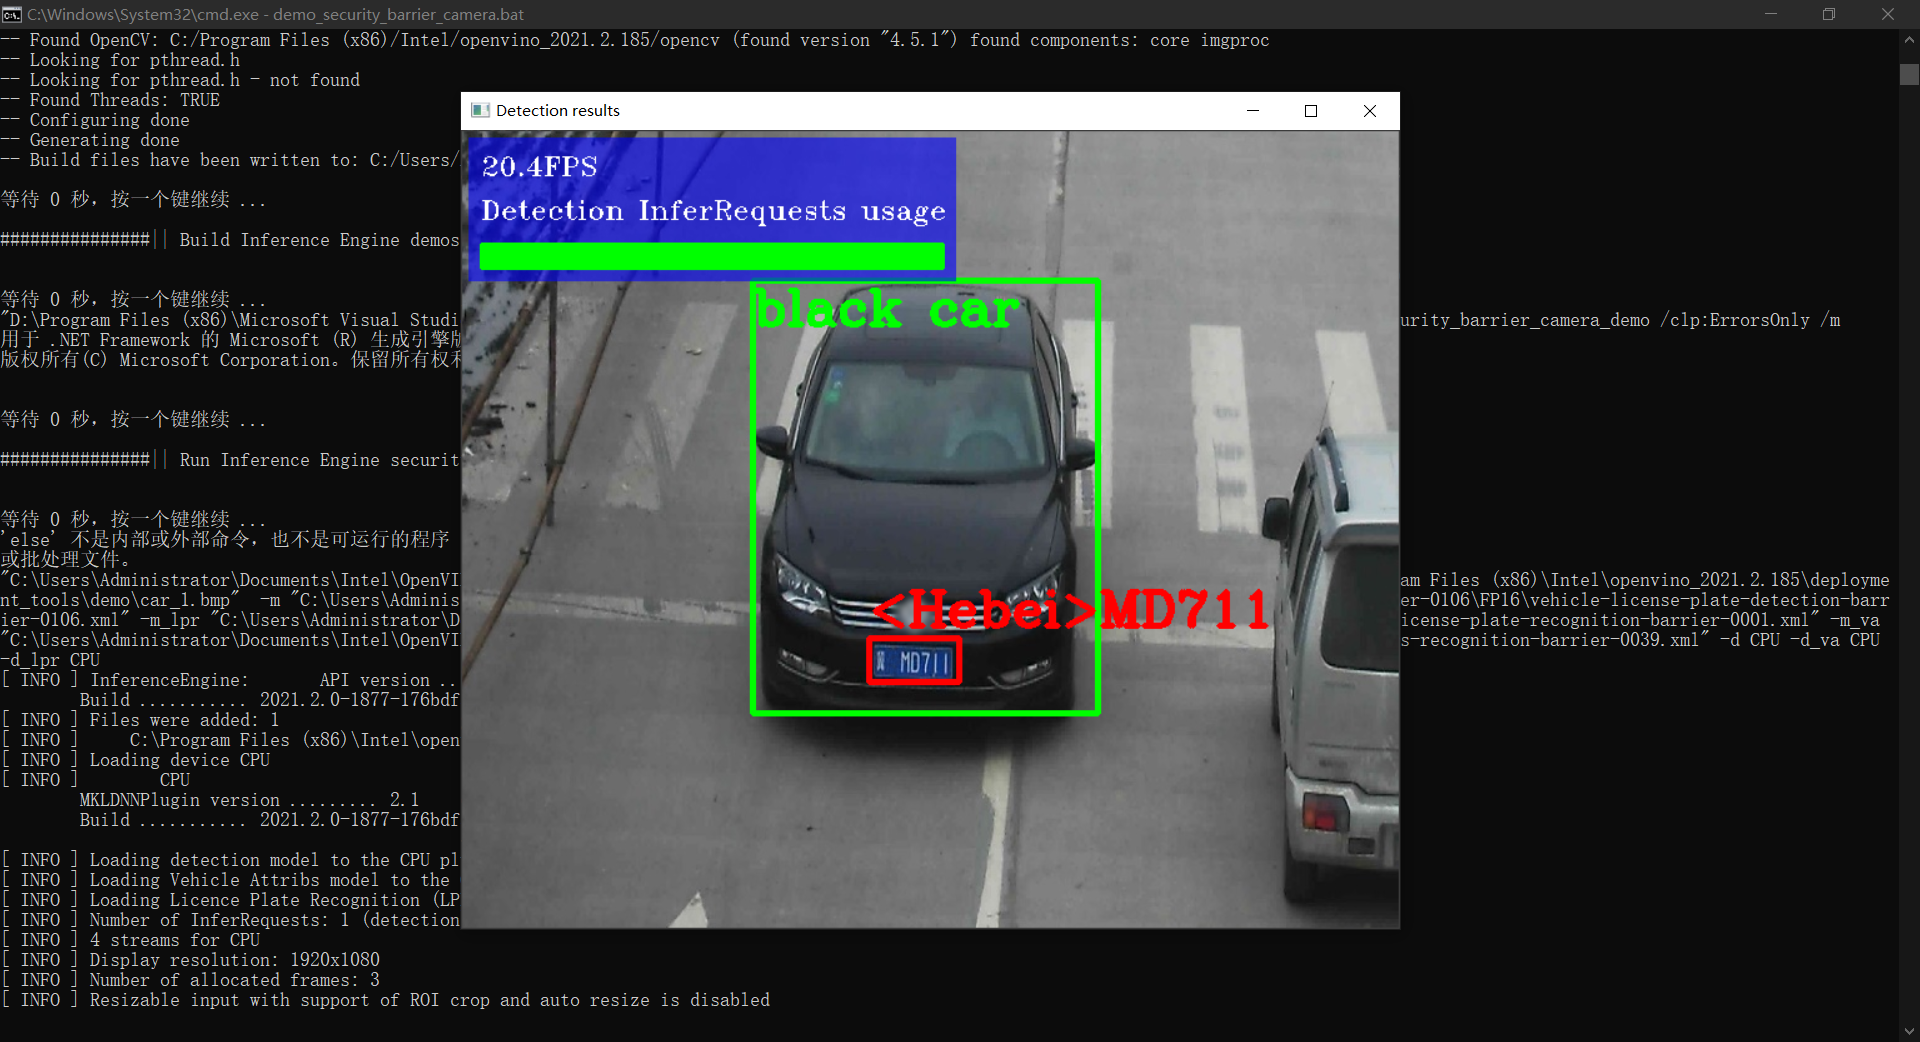 C:\Windows\System32\cmd.exe - demo_security_barrier_camera.bat
-- Found OpenCV: C:/Program Files (x86)/Intel/openvino_2021.2.185/opencv (found version "4.5.1") found components: core imgproc
-- Looking for pthread.h
-- Looking for pthread.h - not found
-- Found Threads: TRUE
-- Configuring done
-- Generating done
-- Build files have been written to: C:/Users/
等待 0 秒，按一个键继续 ...
###############|| Build Inference Engine demos
等待 0 秒，按一个键继续 ...
"D:\Program Files (x86)\Microsoft Visual Studi
urity_barrier_camera_demo /clp:ErrorsOnly /m
用于 .NET Framework 的 Microsoft (R) 生成引擎版
版权所有(C) Microsoft Corporation。保留所有权利
等待 0 秒，按一个键继续 ...
###############|| Run Inference Engine securit
等待 0 秒，按一个键继续 ...
'else' 不是内部或外部命令，也不是可运行的程序
或批处理文件。
"C:\Users\Administrator\Documents\Intel\OpenVI
am Files (x86)\Intel\openvino_2021.2.185\deployme
nt_tools\demo\car_1.bmp" -m "C:\Users\Adminis
er-0106\FP16\vehicle-license-plate-detection-barr
ier-0106.xml" -m_lpr "C:\Users\Administrator\D
icense-plate-recognition-barrier-0001.xml" -m_va
"C:\Users\Administrator\Documents\Intel\OpenVI
s-recognition-barrier-0039.xml" -d CPU -d_va CPU
-d_lpr CPU
[ INFO ] InferenceEngine: API version ..
Build ........... 2021.2.0-1877-176bdf
[ INFO ] Files were added: 1
[ INFO ] C:\Program Files (x86)\Intel\open
[ INFO ] Loading device CPU
[ INFO ] CPU
MKLDNNPlugin version ......... 2.1
Build ........... 2021.2.0-1877-176bdf
[ INFO ] Loading detection model to the CPU pl
[ INFO ] Loading Vehicle Attribs model to the
[ INFO ] Loading Licence Plate Recognition (LP
[ INFO ] Number of InferRequests: 1 (detection
[ INFO ] 4 streams for CPU
[ INFO ] Display resolution: 1920x1080
[ INFO ] Number of allocated frames: 3
[ INFO ] Resizable input with support of ROI crop and auto resize is disabled
Detection results
20.4FPS
Detection InferRequests usage
black car
<Hebei>MD711
MD711